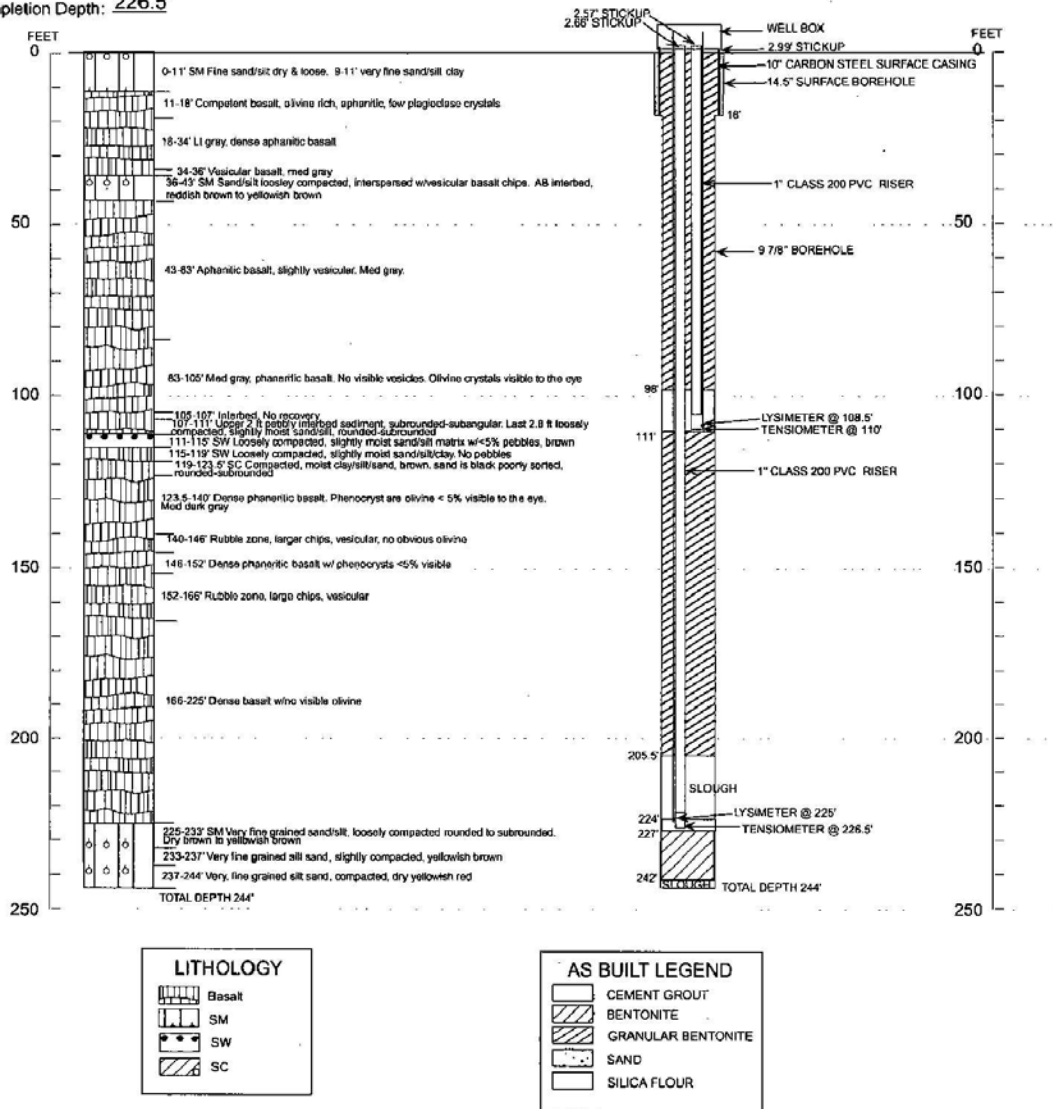 pletion Depth: 226.5
2.57' STICKUP
2.66' STICKUP
WELL BOX
FEET
FEET
0
2.99' STICKUP
0
0-11' SM Fine sand/silt dry & loose. 9-11' very fine sand/silt clay
10" CARBON STEEL SURFACE CASING
14.5" SURFACE BOREHOLE
11-18' Competent basalt, olivine rich, aphanitic, few plagioclase crystals
16'
18-34' Lt gray, dense aphanitic basalt
34-36' Vesicular basalt, med gray
36-43' SM Sand/silt loosley compacted, interspersed w/vesicular basalt chips. AB interbed,
reddish brown to yellowish brown
1" CLASS 200 PVC RISER
50
50
9 7/8" BOREHOLE
43-83' Aphanitic basalt, slightly vesicular. Med gray.
83-105' Med gray, phaneritic basalt. No visible vesicles. Olivine crystals visible to the eye
98'
100
100
105-107' Interbed, No recovery
107-111' Upper 2 ft pebbly interbed sediment, subrounded-subangular. Last 2.8 ft loosely
compacted, slightly moist sand/silt, rounded-subrounded
LYSIMETER @ 108.5'
TENSIOMETER @ 110'
111'
111-115' SW Loosely compacted, slightly moist sand/silt matrix w/<5% pebbles, brown
115-119' SW Loosely compacted, slightly moist sand/silt/clay. No pebbles
119-123.5' SC Compacted, moist clay/silt/sand, brown, sand is black poorly sorted,
rounded-subrounded
1" CLASS 200 PVC RISER
123.5-140' Dense phaneritic basalt. Phenocryst are olivine < 5% visible to the eye.
Med dark gray
140-146' Rubble zone, larger chips, vesicular, no obvious olivine
146-152' Dense phaneritic basalt w/ phenocrysts <5% visible
150
150
152-166' Rubble zone, large chips, vesicular
166-225' Dense basalt w/no visible olivine
200
200
205.5'
SLOUGH
224'
LYSIMETER @ 225'
227'
TENSIOMETER @ 226.5'
225-233' SM Very fine grained sand/silt, loosely compacted rounded to subrounded.
Dry brown to yellowish brown
233-237' Very fine grained silt sand, slightly compacted, yellowish brown
237-244' Very, fine grained silt sand, compacted, dry yellowish red
242'
SLOUGH
TOTAL DEPTH 244'
TOTAL DEPTH 244'
250
250
LITHOLOGY
Basalt
SM
SW
SC
AS BUILT LEGEND
CEMENT GROUT
BENTONITE
GRANULAR BENTONITE
SAND
SILICA FLOUR